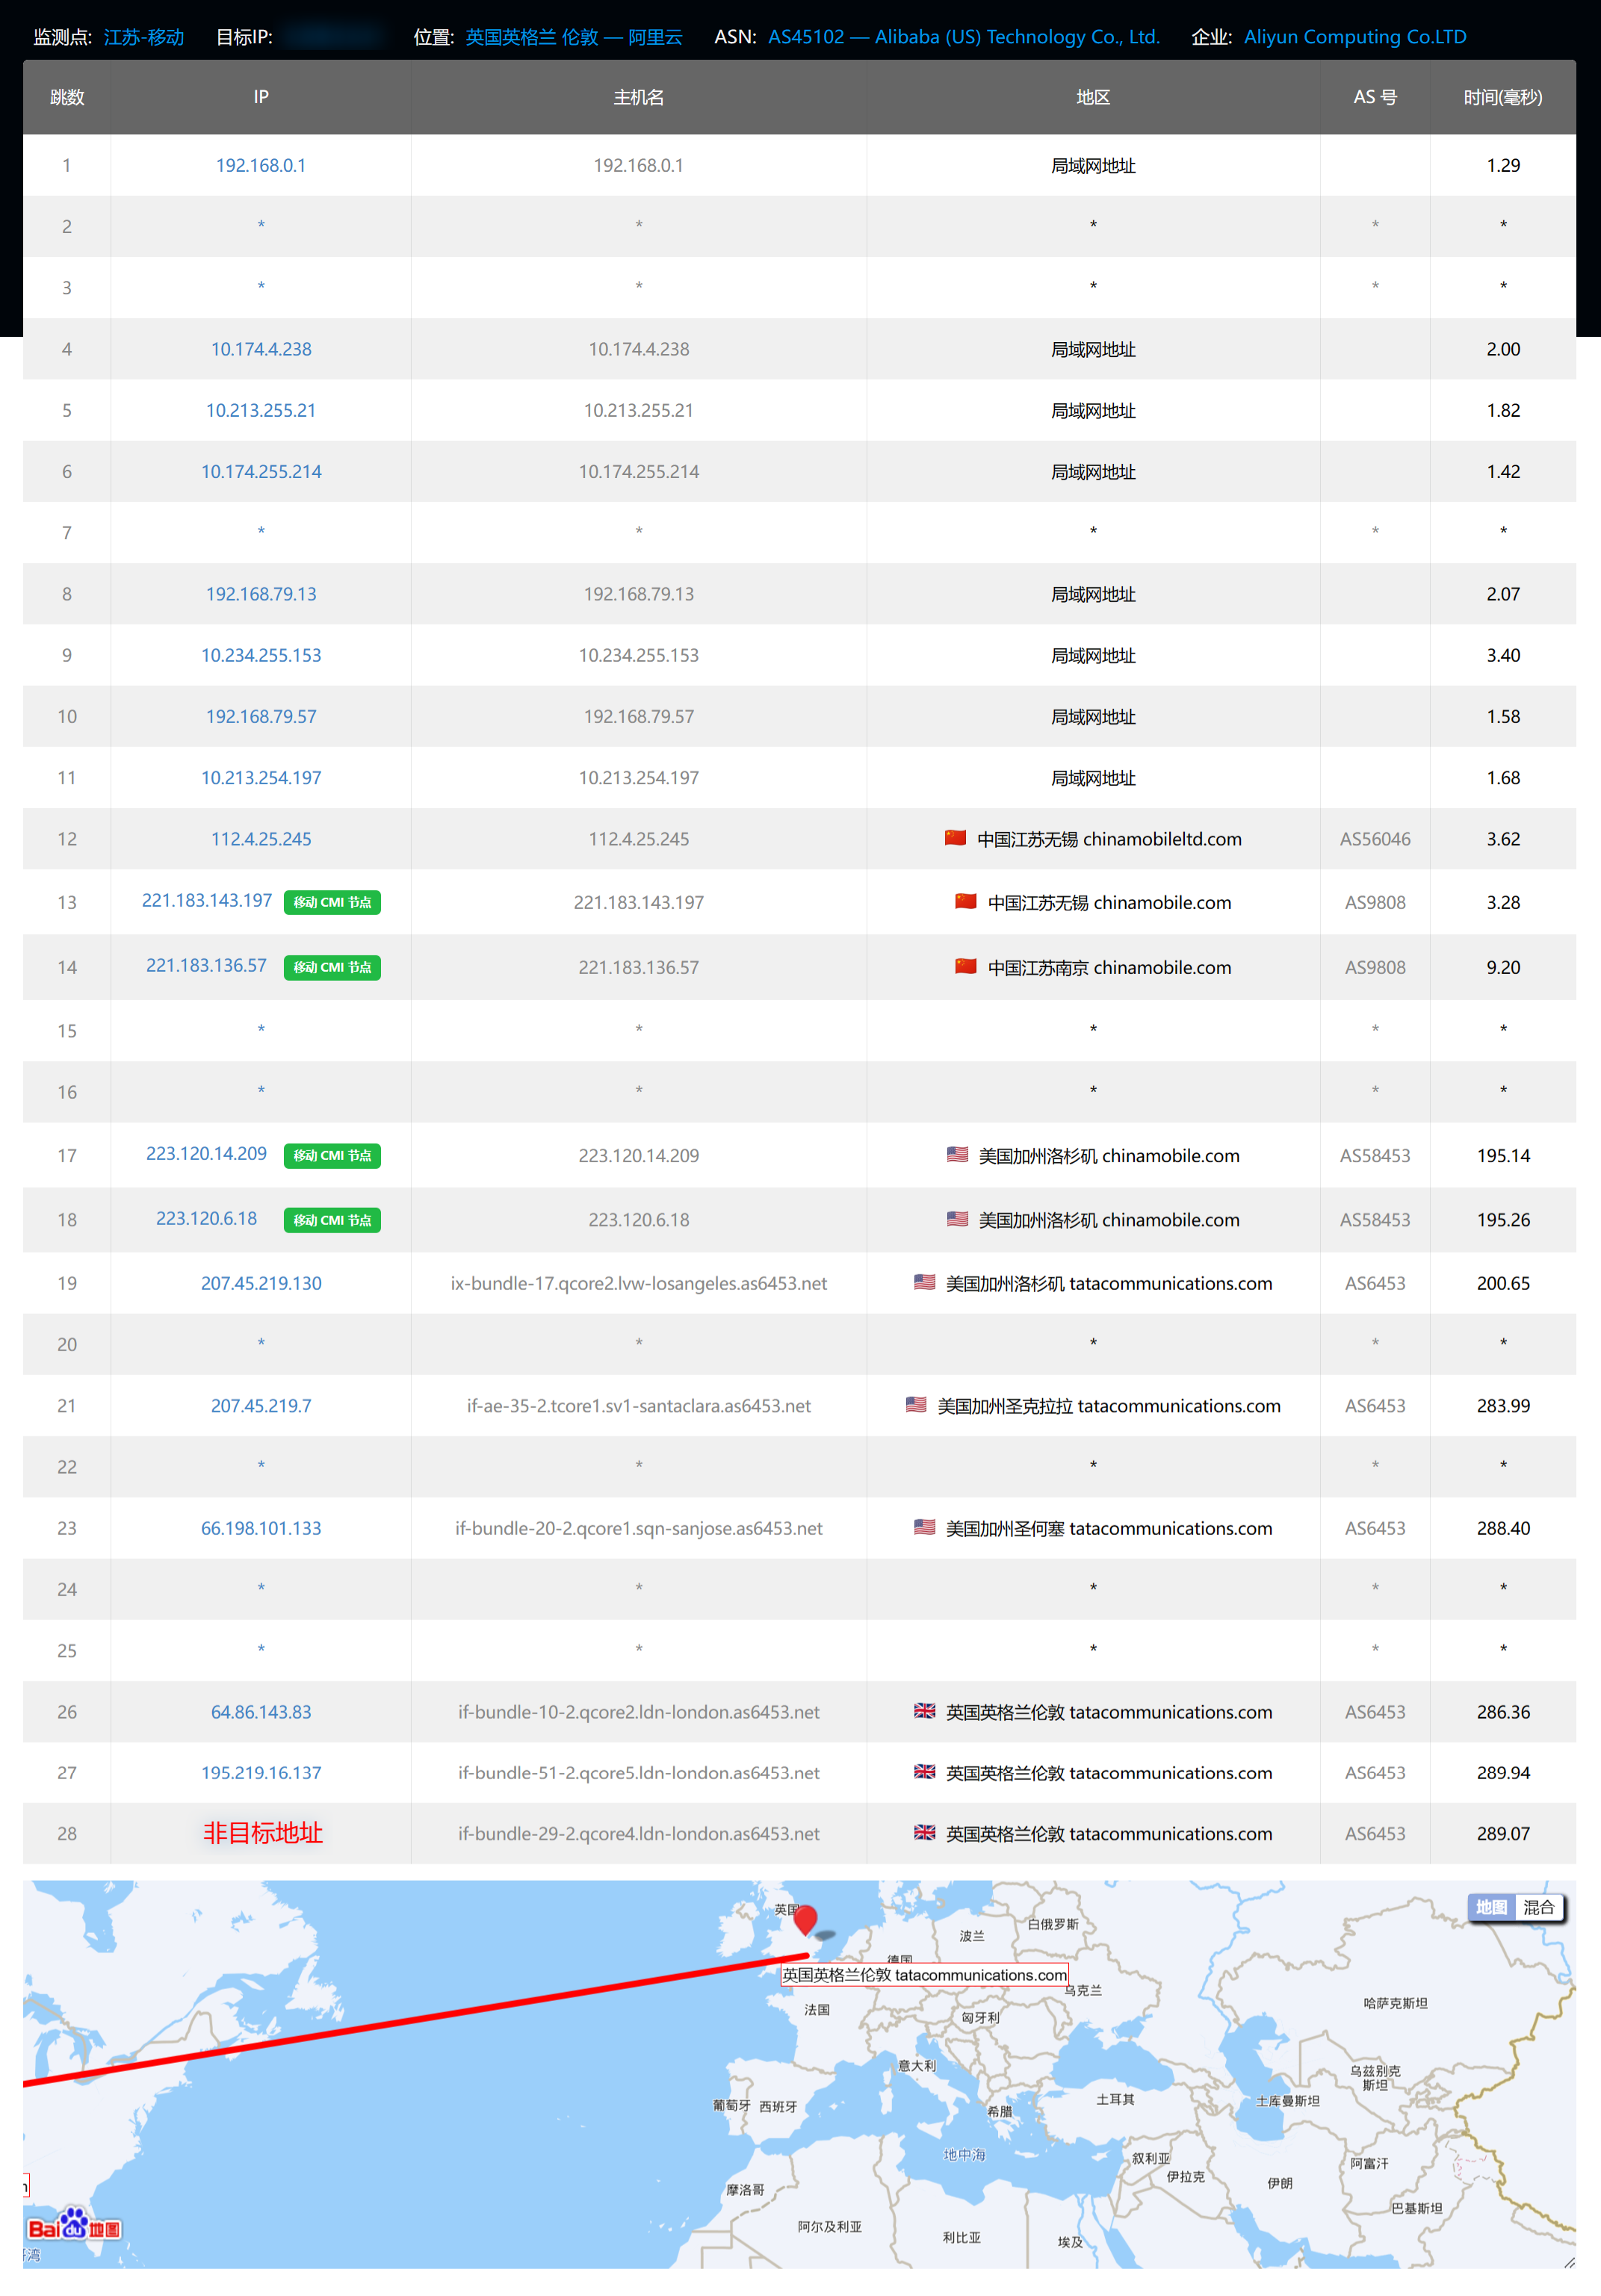 监测点: 江苏-移动 目标IP: 位置: 英国英格兰 伦敦 — 阿里云 ASN: AS45102 — Alibaba (US) Technology Co., Ltd. 企业: Aliyun Computing Co.LTD
跳数 IP 主机名 地区 AS 号 时间(毫秒)
1 192.168.0.1 192.168.0.1 局域网地址 1.29
2 * * * * *
3 * * * * *
4 10.174.4.238 10.174.4.238 局域网地址 2.00
5 10.213.255.21 10.213.255.21 局域网地址 1.82
6 10.174.255.214 10.174.255.214 局域网地址 1.42
7 * * * * *
8 192.168.79.13 192.168.79.13 局域网地址 2.07
9 10.234.255.153 10.234.255.153 局域网地址 3.40
10 192.168.79.57 192.168.79.57 局域网地址 1.58
11 10.213.254.197 10.213.254.197 局域网地址 1.68
12 112.4.25.245 112.4.25.245 中国江苏无锡 chinamobileltd.com AS56046 3.62
13 221.183.143.197 移动 CMI 节点 221.183.143.197 中国江苏无锡 chinamobile.com AS9808 3.28
14 221.183.136.57 移动 CMI 节点 221.183.136.57 中国江苏南京 chinamobile.com AS9808 9.20
15 * * * * *
16 * * * * *
17 223.120.14.209 移动 CMI 节点 223.120.14.209 美国加州洛杉矶 chinamobile.com AS58453 195.14
18 223.120.6.18 移动 CMI 节点 223.120.6.18 美国加州洛杉矶 chinamobile.com AS58453 195.26
19 207.45.219.130 ix-bundle-17.qcore2.lvw-losangeles.as6453.net 美国加州洛杉矶 tatacommunications.com AS6453 200.65
20 * * * * *
21 207.45.219.7 if-ae-35-2.tcore1.sv1-santaclara.as6453.net 美国加州圣克拉拉 tatacommunications.com AS6453 283.99
22 * * * * *
23 66.198.101.133 if-bundle-20-2.qcore1.sqn-sanjose.as6453.net 美国加州圣何塞 tatacommunications.com AS6453 288.40
24 * * * * *
25 * * * * *
26 64.86.143.83 if-bundle-10-2.qcore2.ldn-london.as6453.net 英国英格兰伦敦 tatacommunications.com AS6453 286.36
27 195.219.16.137 if-bundle-51-2.qcore5.ldn-london.as6453.net 英国英格兰伦敦 tatacommunications.com AS6453 289.94
28 非目标地址 if-bundle-29-2.qcore4.ldn-london.as6453.net 英国英格兰伦敦 tatacommunications.com AS6453 289.07
地图 混合
英国
白俄罗斯
波兰
德国
英国英格兰伦敦 tatacommunications.com
乌克兰
哈萨克斯坦
法国
匈牙利
意大利
乌兹别克
斯坦
土耳其
土库曼斯坦
葡萄牙 西班牙
希腊
地中海
叙利亚
阿富汗
伊拉克
伊朗
摩洛哥
巴基斯坦
Baidu地图
阿尔及利亚
利比亚
埃及
湾